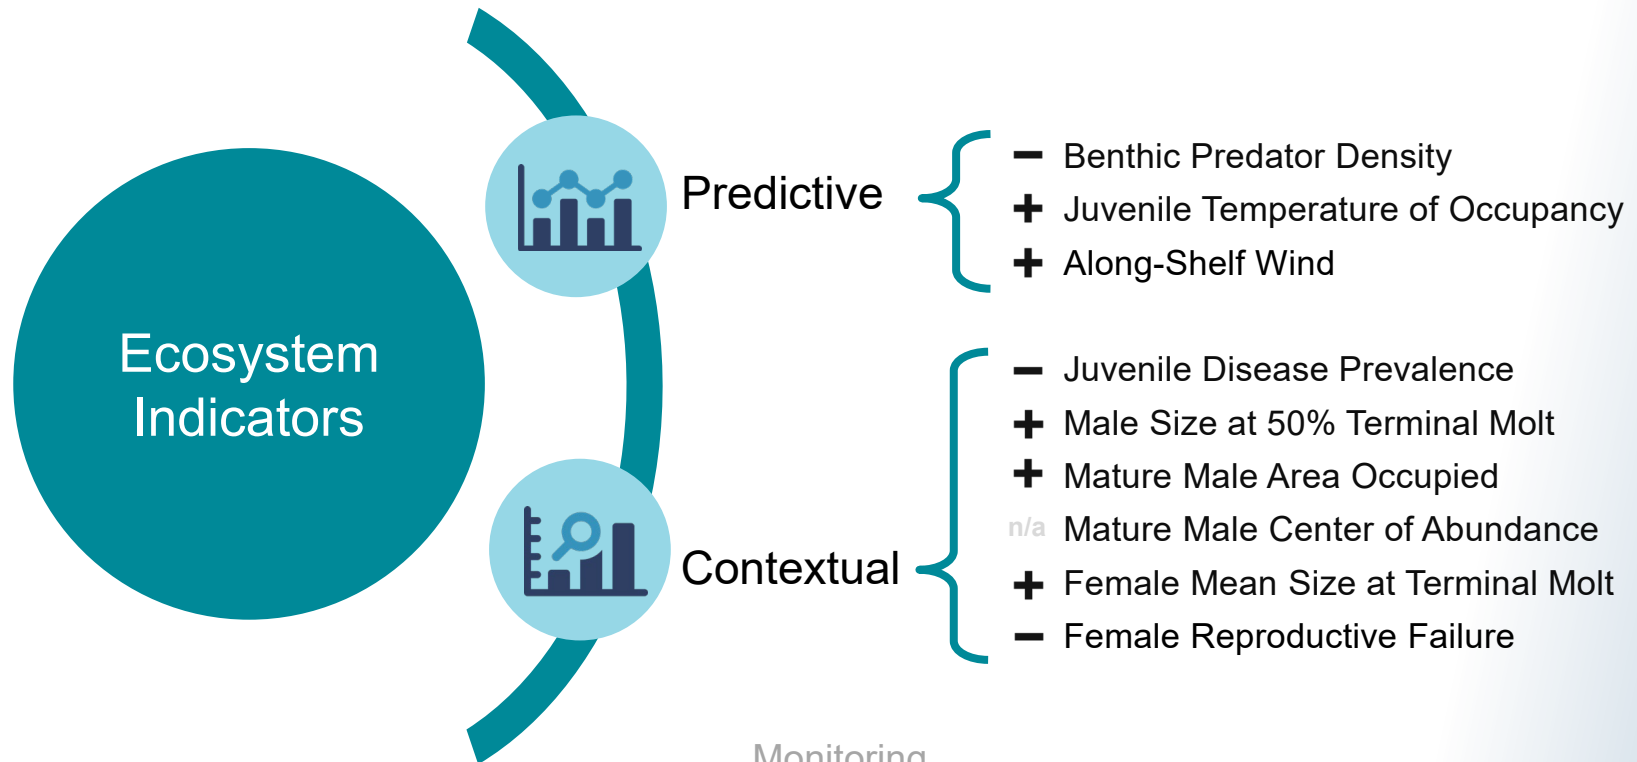 Ecosystem
Indicators
Predictive
− Benthic Predator Density
+ Juvenile Temperature of Occupancy
+ Along-Shelf Wind
Contextual
− Juvenile Disease Prevalence
+ Male Size at 50% Terminal Molt
+ Mature Male Area Occupied
n/a Mature Male Center of Abundance
+ Female Mean Size at Terminal Molt
− Female Reproductive Failure
Monitoring